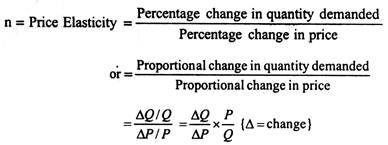 n = Price Elasticity = Percentage change in quantity demanded / Percentage change in price
or = Proportional change in quantity demanded / Proportional change in price
= ΔQ/Q / ΔP/P = ΔQ/ΔP × P/Q {Δ = change}